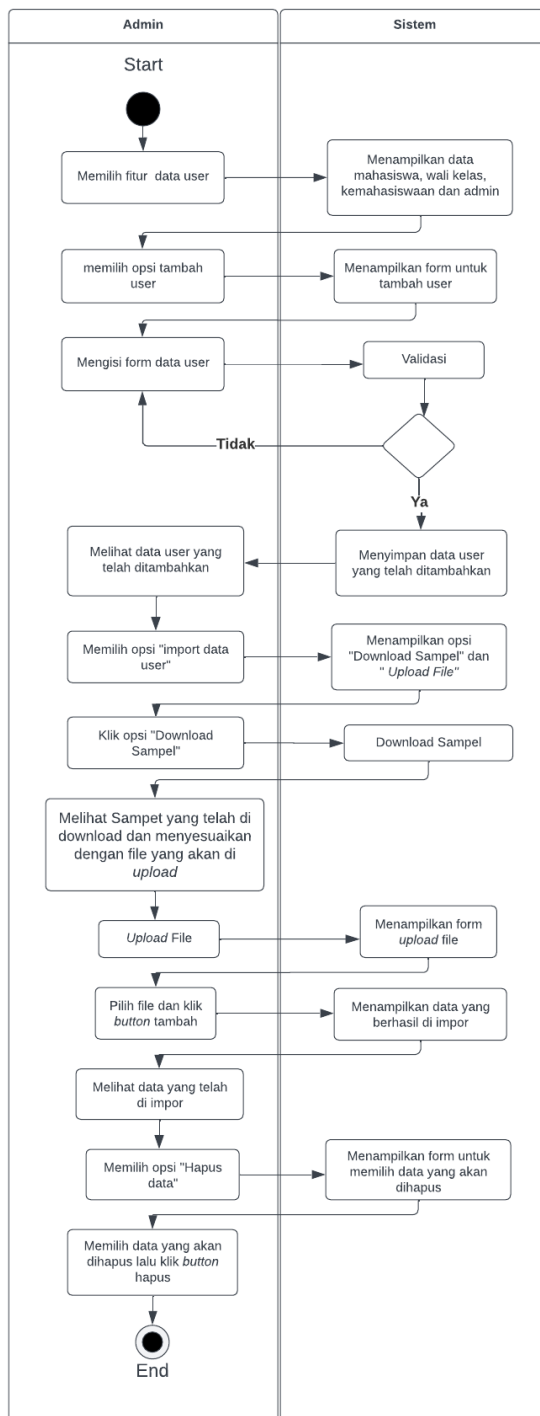 Admin
Sistem
Start
Memilih fitur  data user
Menampilkan data
mahasiswa, wali kelas,
kemahasiswaan dan admin
memilih opsi tambah
user
Menampilkan form untuk
tambah user
Mengisi form data user
Validasi
Tidak
Ya
Melihat data user yang
telah ditambahkan
Menyimpan data user
yang telah ditambahkan
Memilih opsi "import data
user"
Menampilkan opsi
"Download Sampel" dan
" Upload File"
Klik opsi "Download
Sampel"
Download Sampel
Melihat Sampet yang telah di
download dan menyesuaikan
dengan file yang akan di
upload
Upload File
Menampilkan form
upload file
Pilih file dan klik
button tambah
Menampilkan data yang
berhasil di impor
Melihat data yang telah
di impor
Memilih opsi "Hapus
data"
Menampilkan form untuk
memilih data yang akan
dihapus
Memilih data yang akan
dihapus lalu klik button
hapus
End